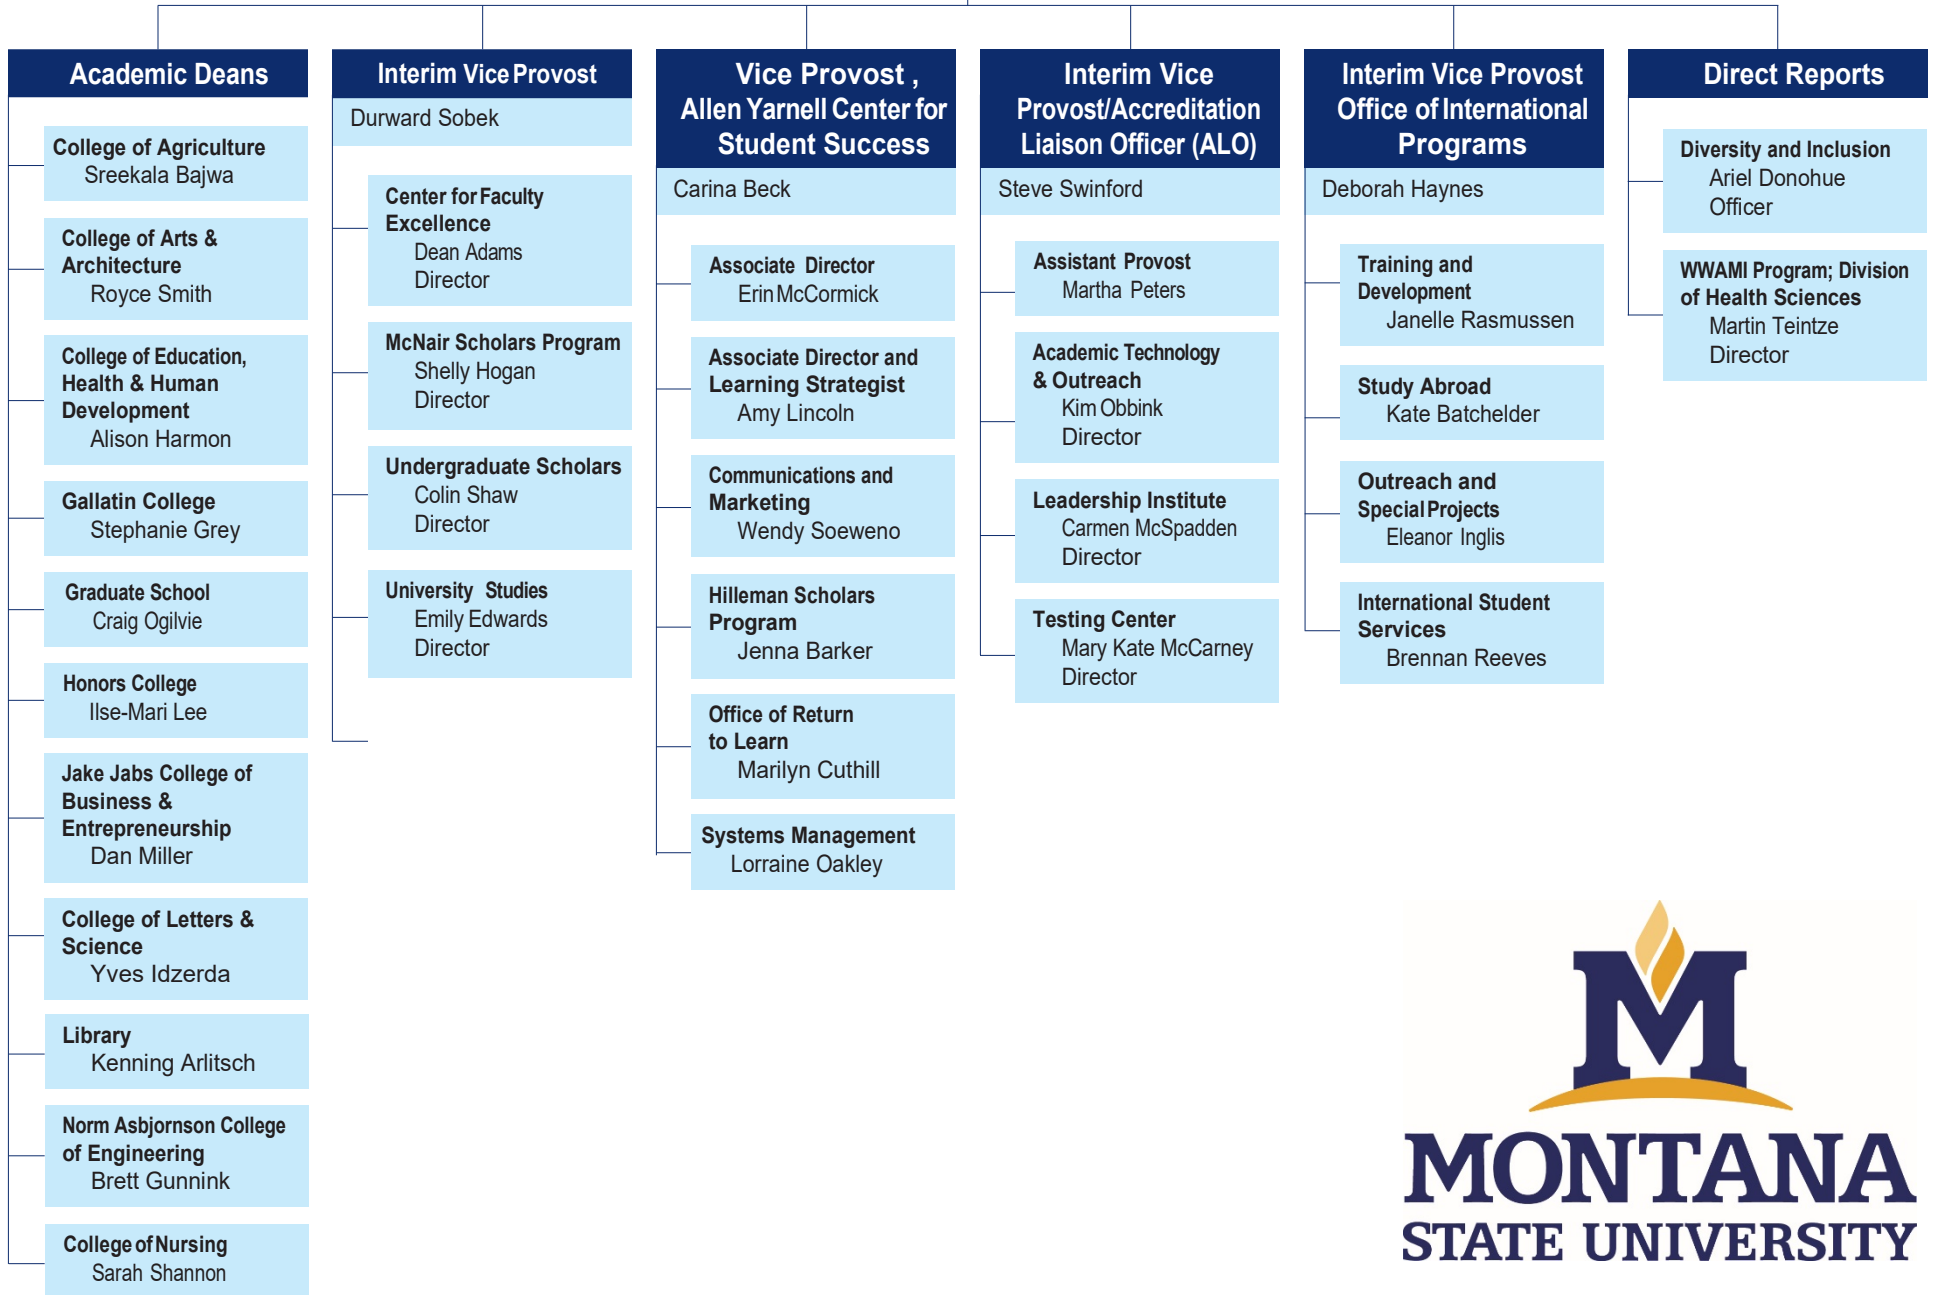 Academic Deans
College of Agriculture
Sreekala Bajwa
College of Arts &
Architecture
Royce Smith
College of Education,
Health & Human
Development
Alison Harmon
Gallatin College
Stephanie Grey
Graduate School
Craig Ogilvie
Honors College
Ilse-Mari Lee
Jake Jabs College of
Business &
Entrepreneurship
Dan Miller
College of Letters &
Science
Yves Idzerda
Library
Kenning Arlitsch
Norm Asbjornson College
of Engineering
Brett Gunnink
College of Nursing
Sarah Shannon
Interim Vice Provost
Durward Sobek
Center for Faculty
Excellence
Dean Adams
Director
McNair Scholars Program
Shelly Hogan
Director
Undergraduate Scholars
Colin Shaw
Director
University Studies
Emily Edwards
Director
Vice Provost ,
Allen Yarnell Center for
Student Success
Carina Beck
Associate Director
Erin McCormick
Associate Director and
Learning Strategist
Amy Lincoln
Communications and
Marketing
Wendy Soeweno
Hilleman Scholars
Program
Jenna Barker
Office of Return
to Learn
Marilyn Cuthill
Systems Management
Lorraine Oakley
Interim Vice
Provost/Accreditation
Liaison Officer (ALO)
Steve Swinford
Assistant Provost
Martha Peters
Academic Technology
& Outreach
Kim Obbink
Director
Leadership Institute
Carmen McSpadden
Director
Testing Center
Mary Kate McCarney
Director
Interim Vice Provost
Office of International
Programs
Deborah Haynes
Training and
Development
Janelle Rasmussen
Study Abroad
Kate Batchelder
Outreach and
Special Projects
Eleanor Inglis
International Student
Services
Brennan Reeves
Direct Reports
Diversity and Inclusion
Ariel Donohue
Officer
WWAMI Program; Division
of Health Sciences
Martin Teintze
Director
M
MONTANA
STATE UNIVERSITY